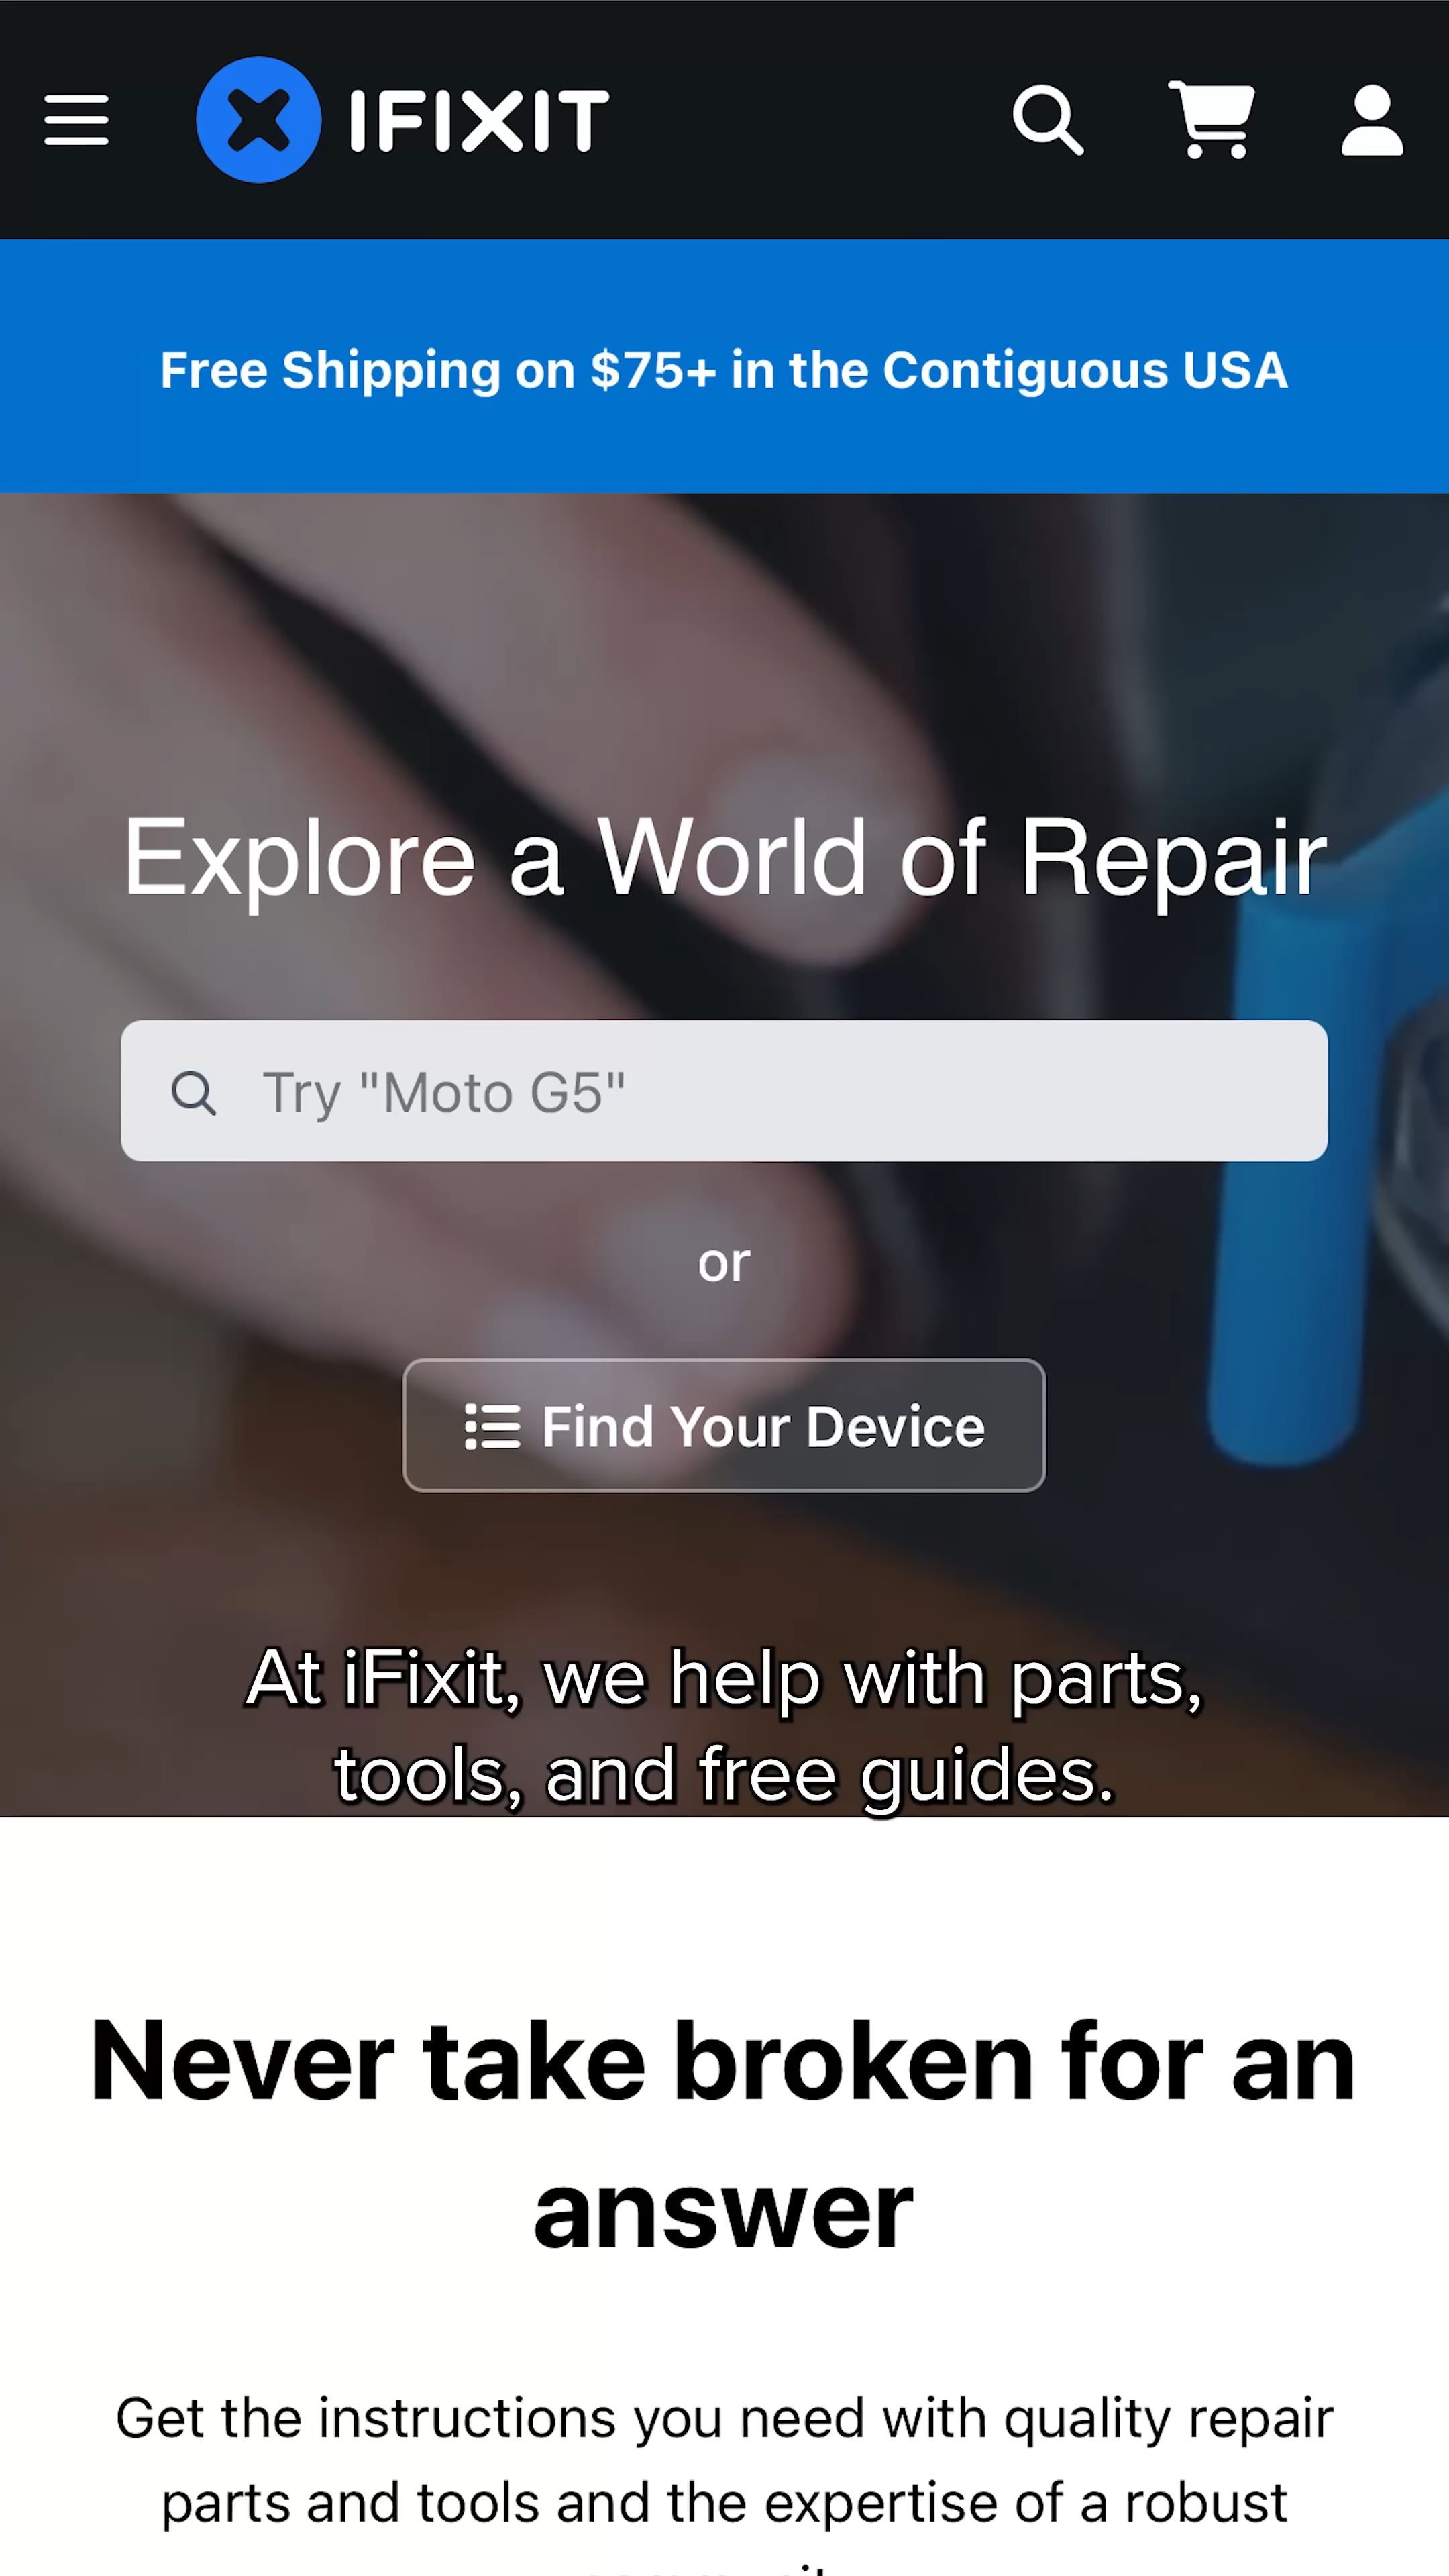 IFIXIT
Free Shipping on $75+ in the Contiguous USA
Explore a World of Repair
Try "Moto G5"
or
Find Your Device
At iFixit, we help with parts,
tools, and free guides.
Never take broken for an
answer
Get the instructions you need with quality repair
parts and tools and the expertise of a robust